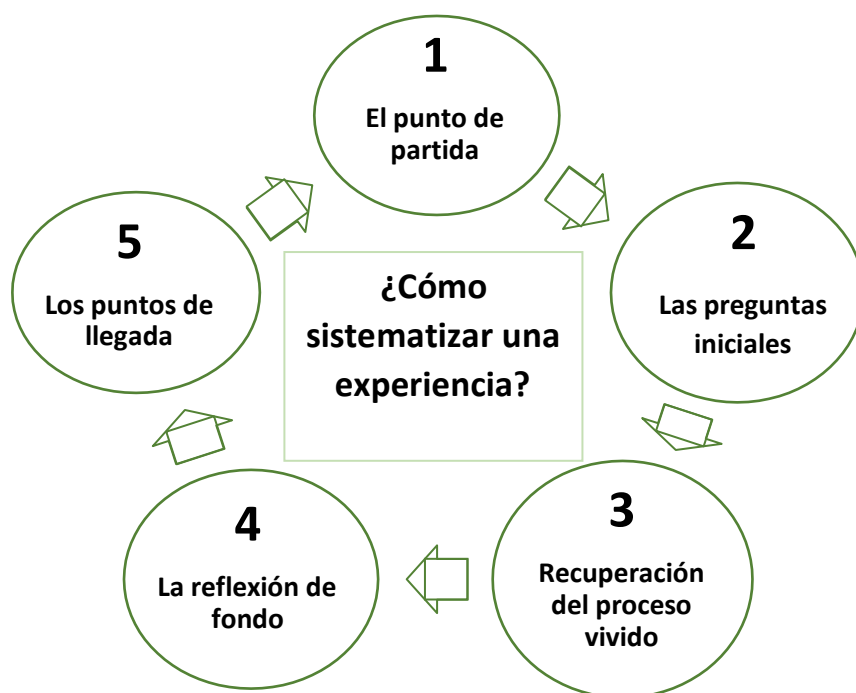 ¿Cómo
sistematizar una
experiencia?
1
El punto de
partida
2
Las preguntas
iniciales
3
Recuperación
del proceso
vivido
4
La reflexión de
fondo
5
Los puntos de
llegada